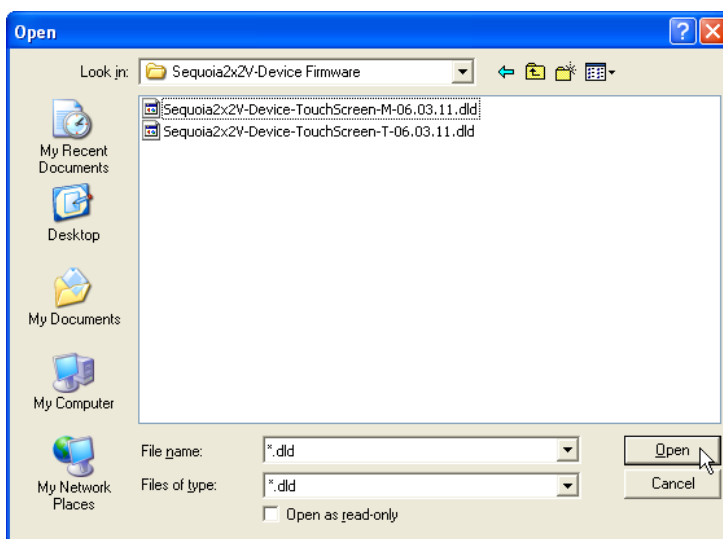 Open
Look in: Sequoia2x2V-Device Firmware
Sequoia2x2V-Device-TouchScreen-M-06.03.11.dld
Sequoia2x2V-Device-TouchScreen-T-06.03.11.dld
My Recent
Documents
Desktop
My Documents
My Computer
My Network
Places
File name: *.dld Open
Files of type: *.dld Cancel
Open as read-only